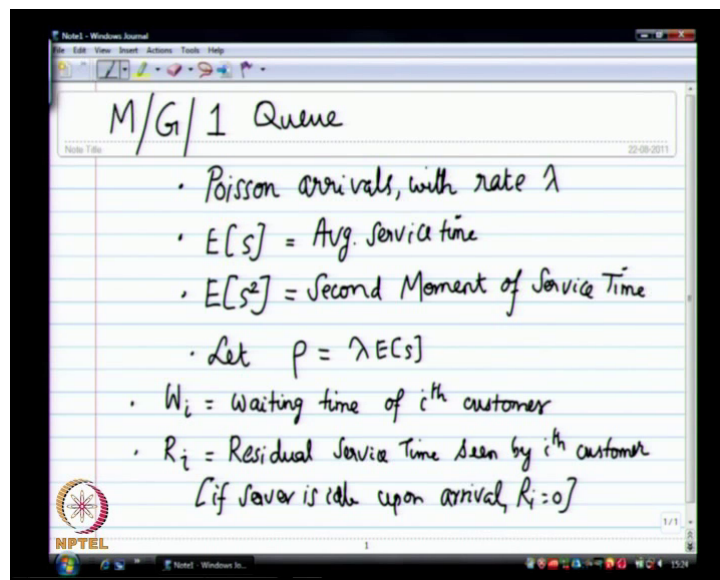 Note1 - Windows Journal
File Edit View Insert Actions Tools Help
M/G/1 Queue
Note Title
22-08-2011
· Poisson arrivals, with rate λ
· E[S] = Avg. Service time
· E[S²] = Second Moment of Service Time
· Let ρ = λE[S]
· Wᵢ = Waiting time of iᵗʰ customer
· Rᵢ = Residual Service Time seen by iᵗʰ customer
[if server is idle upon arrival, Rᵢ=0]
1/1
NPTEL
1
Note1 - Windows Jo...
15:24